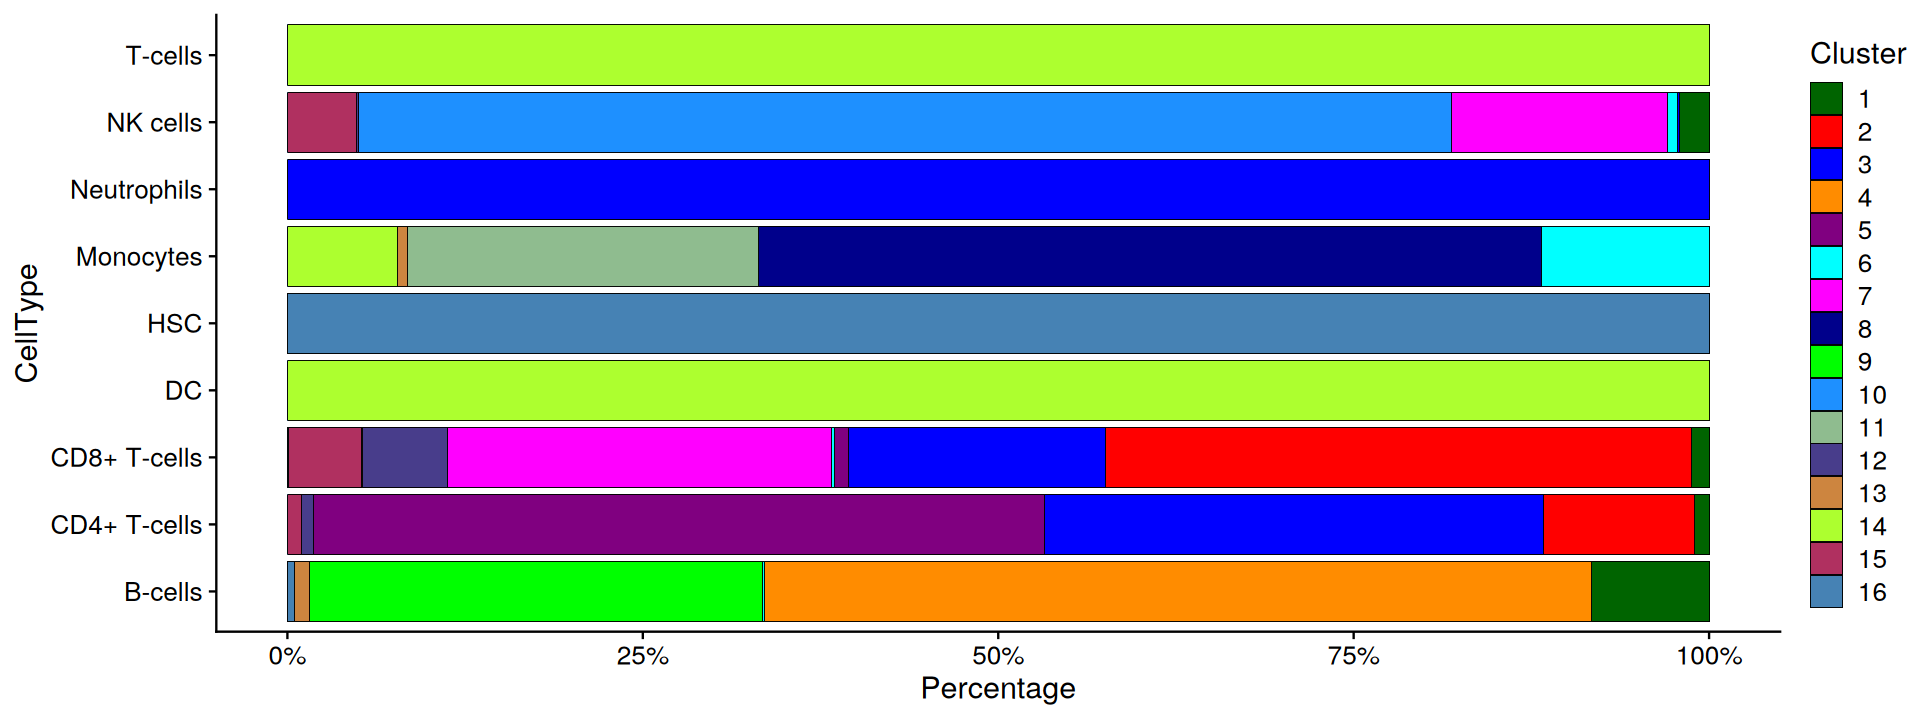 CellType
T-cells
NK cells
Neutrophils
Monocytes
HSC
DC
CD8+ T-cells
CD4+ T-cells
B-cells
0% 25% 50% 75% 100%
Percentage
Cluster
1
2
3
4
5
6
7
8
9
10
11
12
13
14
15
16